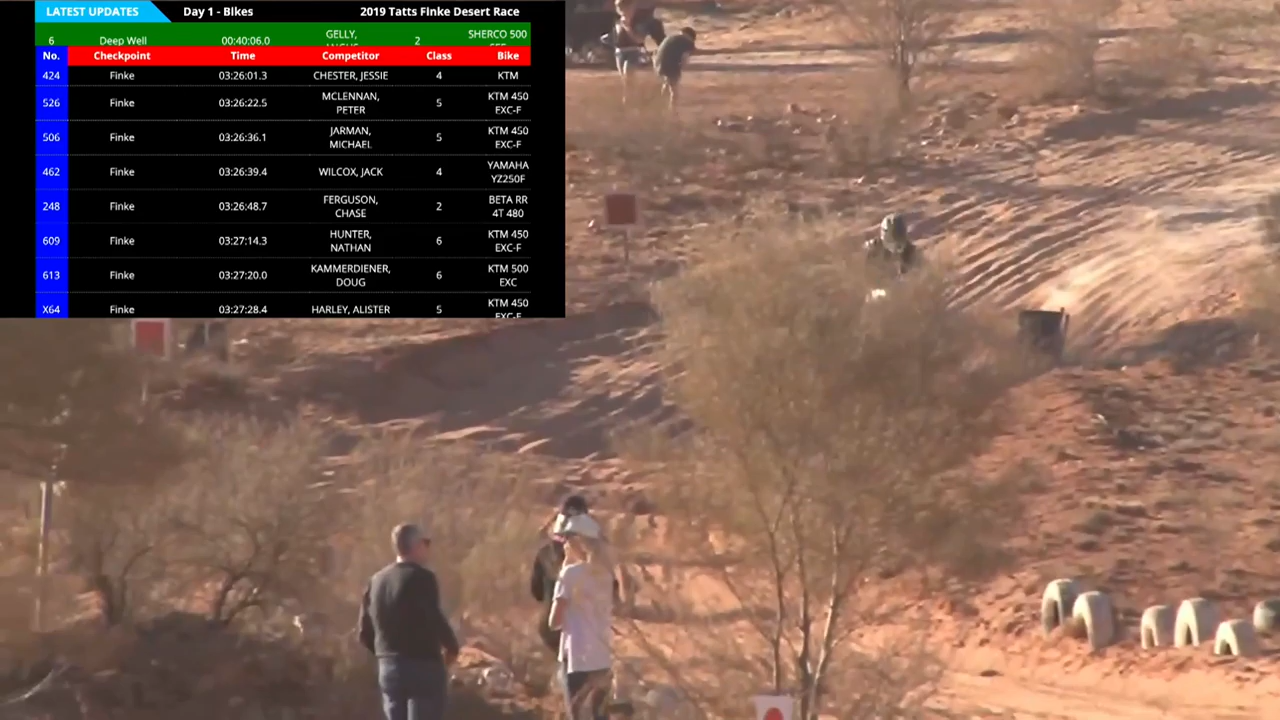 LATEST UPDATES Day 1 - Bikes 2019 Tatts Finke Desert Race
6 Deep Well 00:40:06.0 GELLY, 2 SHERCO 500
No. Checkpoint Time Competitor Class Bike
424 Finke 03:26:01.3 CHESTER, JESSIE 4 KTM
526 Finke 03:26:22.5 MCLENNAN, PETER 5 KTM 450 EXC-F
506 Finke 03:26:36.1 JARMAN, MICHAEL 5 KTM 450 EXC-F
462 Finke 03:26:39.4 WILCOX, JACK 4 YAMAHA YZ250F
248 Finke 03:26:48.7 FERGUSON, CHASE 2 BETA RR 4T 480
609 Finke 03:27:14.3 HUNTER, NATHAN 6 KTM 450 EXC-F
613 Finke 03:27:20.0 KAMMERDIENER, DOUG 6 KTM 500 EXC
X64 Finke 03:27:28.4 HARLEY, ALISTER 5 KTM 450